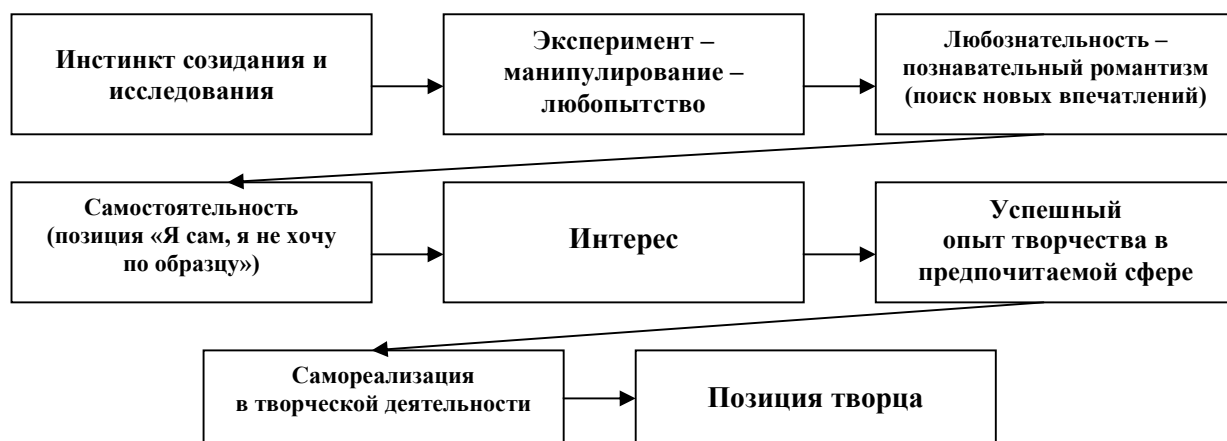 Инстинкт созидания и
исследования
Эксперимент –
манипулирование –
любопытство
Любознательность –
познавательный романтизм
(поиск новых впечатлений)
Самостоятельность
(позиция «Я сам, я не хочу
по образцу»)
Интерес
Успешный
опыт творчества в
предпочитаемой сфере
Самореализация
в творческой деятельности
Позиция творца